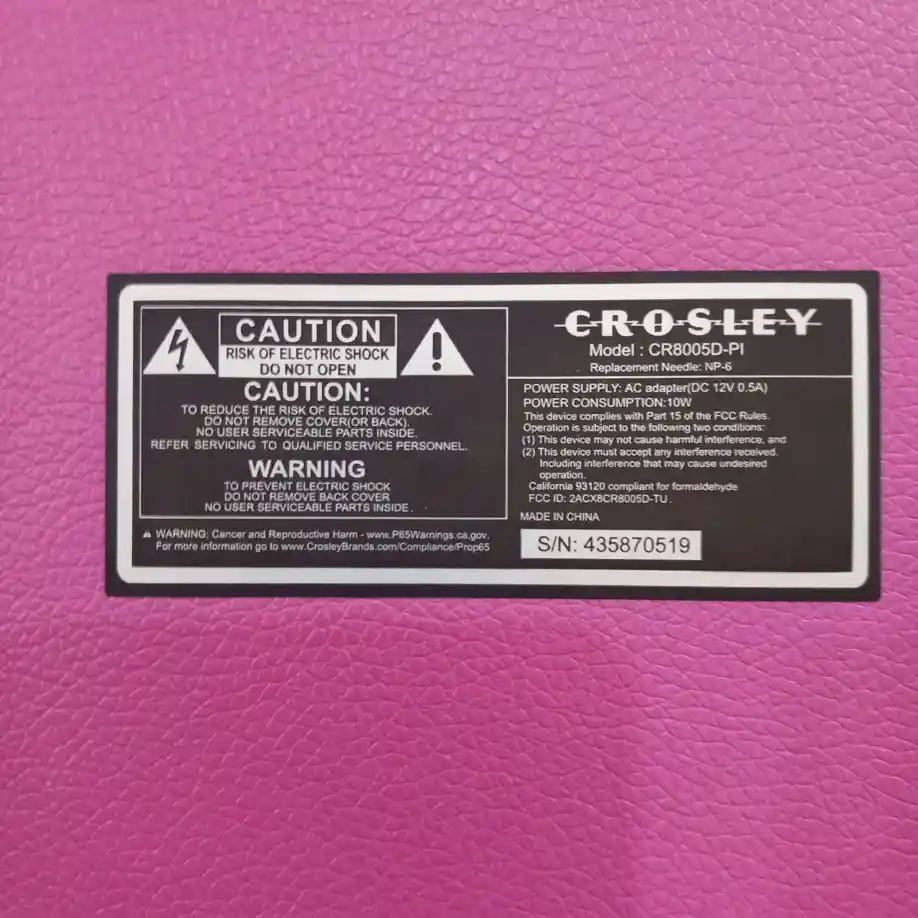 CAUTION
RISK OF ELECTRIC SHOCK
DO NOT OPEN
CAUTION:
TO REDUCE THE RISK OF ELECTRIC SHOCK.
DO NOT REMOVE COVER(OR BACK).
NO USER SERVICEABLE PARTS INSIDE.
REFER SERVICING TO QUALIFIED SERVICE PERSONNEL.
WARNING
TO PREVENT ELECTRIC SHOCK
DO NOT REMOVE BACK COVER
NO USER SERVICEABLE PARTS INSIDE.
WARNING: Cancer and Reproductive Harm - www.P65Warnings.ca.gov.
For more information go to www.CrosleyBrands.com/Compliance/Prop65
CROSLEY
Model : CR8005D-PI
Replacement Needle: NP-6
POWER SUPPLY: AC adapter(DC 12V 0.5A)
POWER CONSUMPTION:10W
This device complies with Part 15 of the FCC Rules.
Operation is subject to the following two conditions:
(1) This device may not cause harmful interference, and
(2) This device must accept any interference received.
Including interference that may cause undesired
operation.
California 93120 compliant for formaldehyde
FCC ID: 2ACX8CR8005D-TU.
MADE IN CHINA
S/N: 435870519